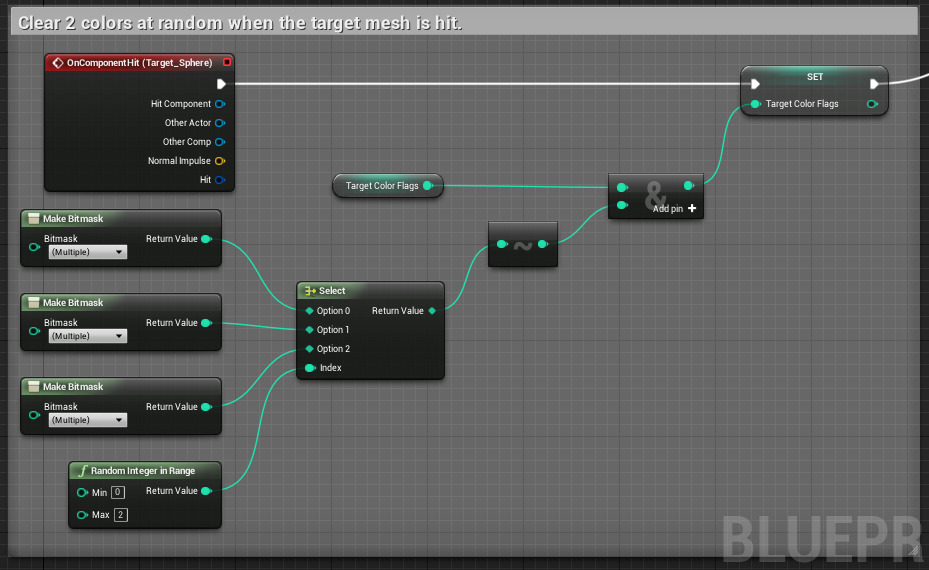 Clear 2 colors at random when the target mesh is hit.
OnComponentHit (Target_Sphere)
Hit Component
Other Actor
Other Comp
Normal Impulse
Hit
SET
Target Color Flags
Target Color Flags
&
Add pin +
~
Make Bitmask
Bitmask
Return Value
(Multiple)
Make Bitmask
Bitmask
Return Value
(Multiple)
Make Bitmask
Bitmask
Return Value
(Multiple)
Select
Option 0
Return Value
Option 1
Option 2
Index
f Random Integer in Range
Min 0
Return Value
Max 2
BLUEPR